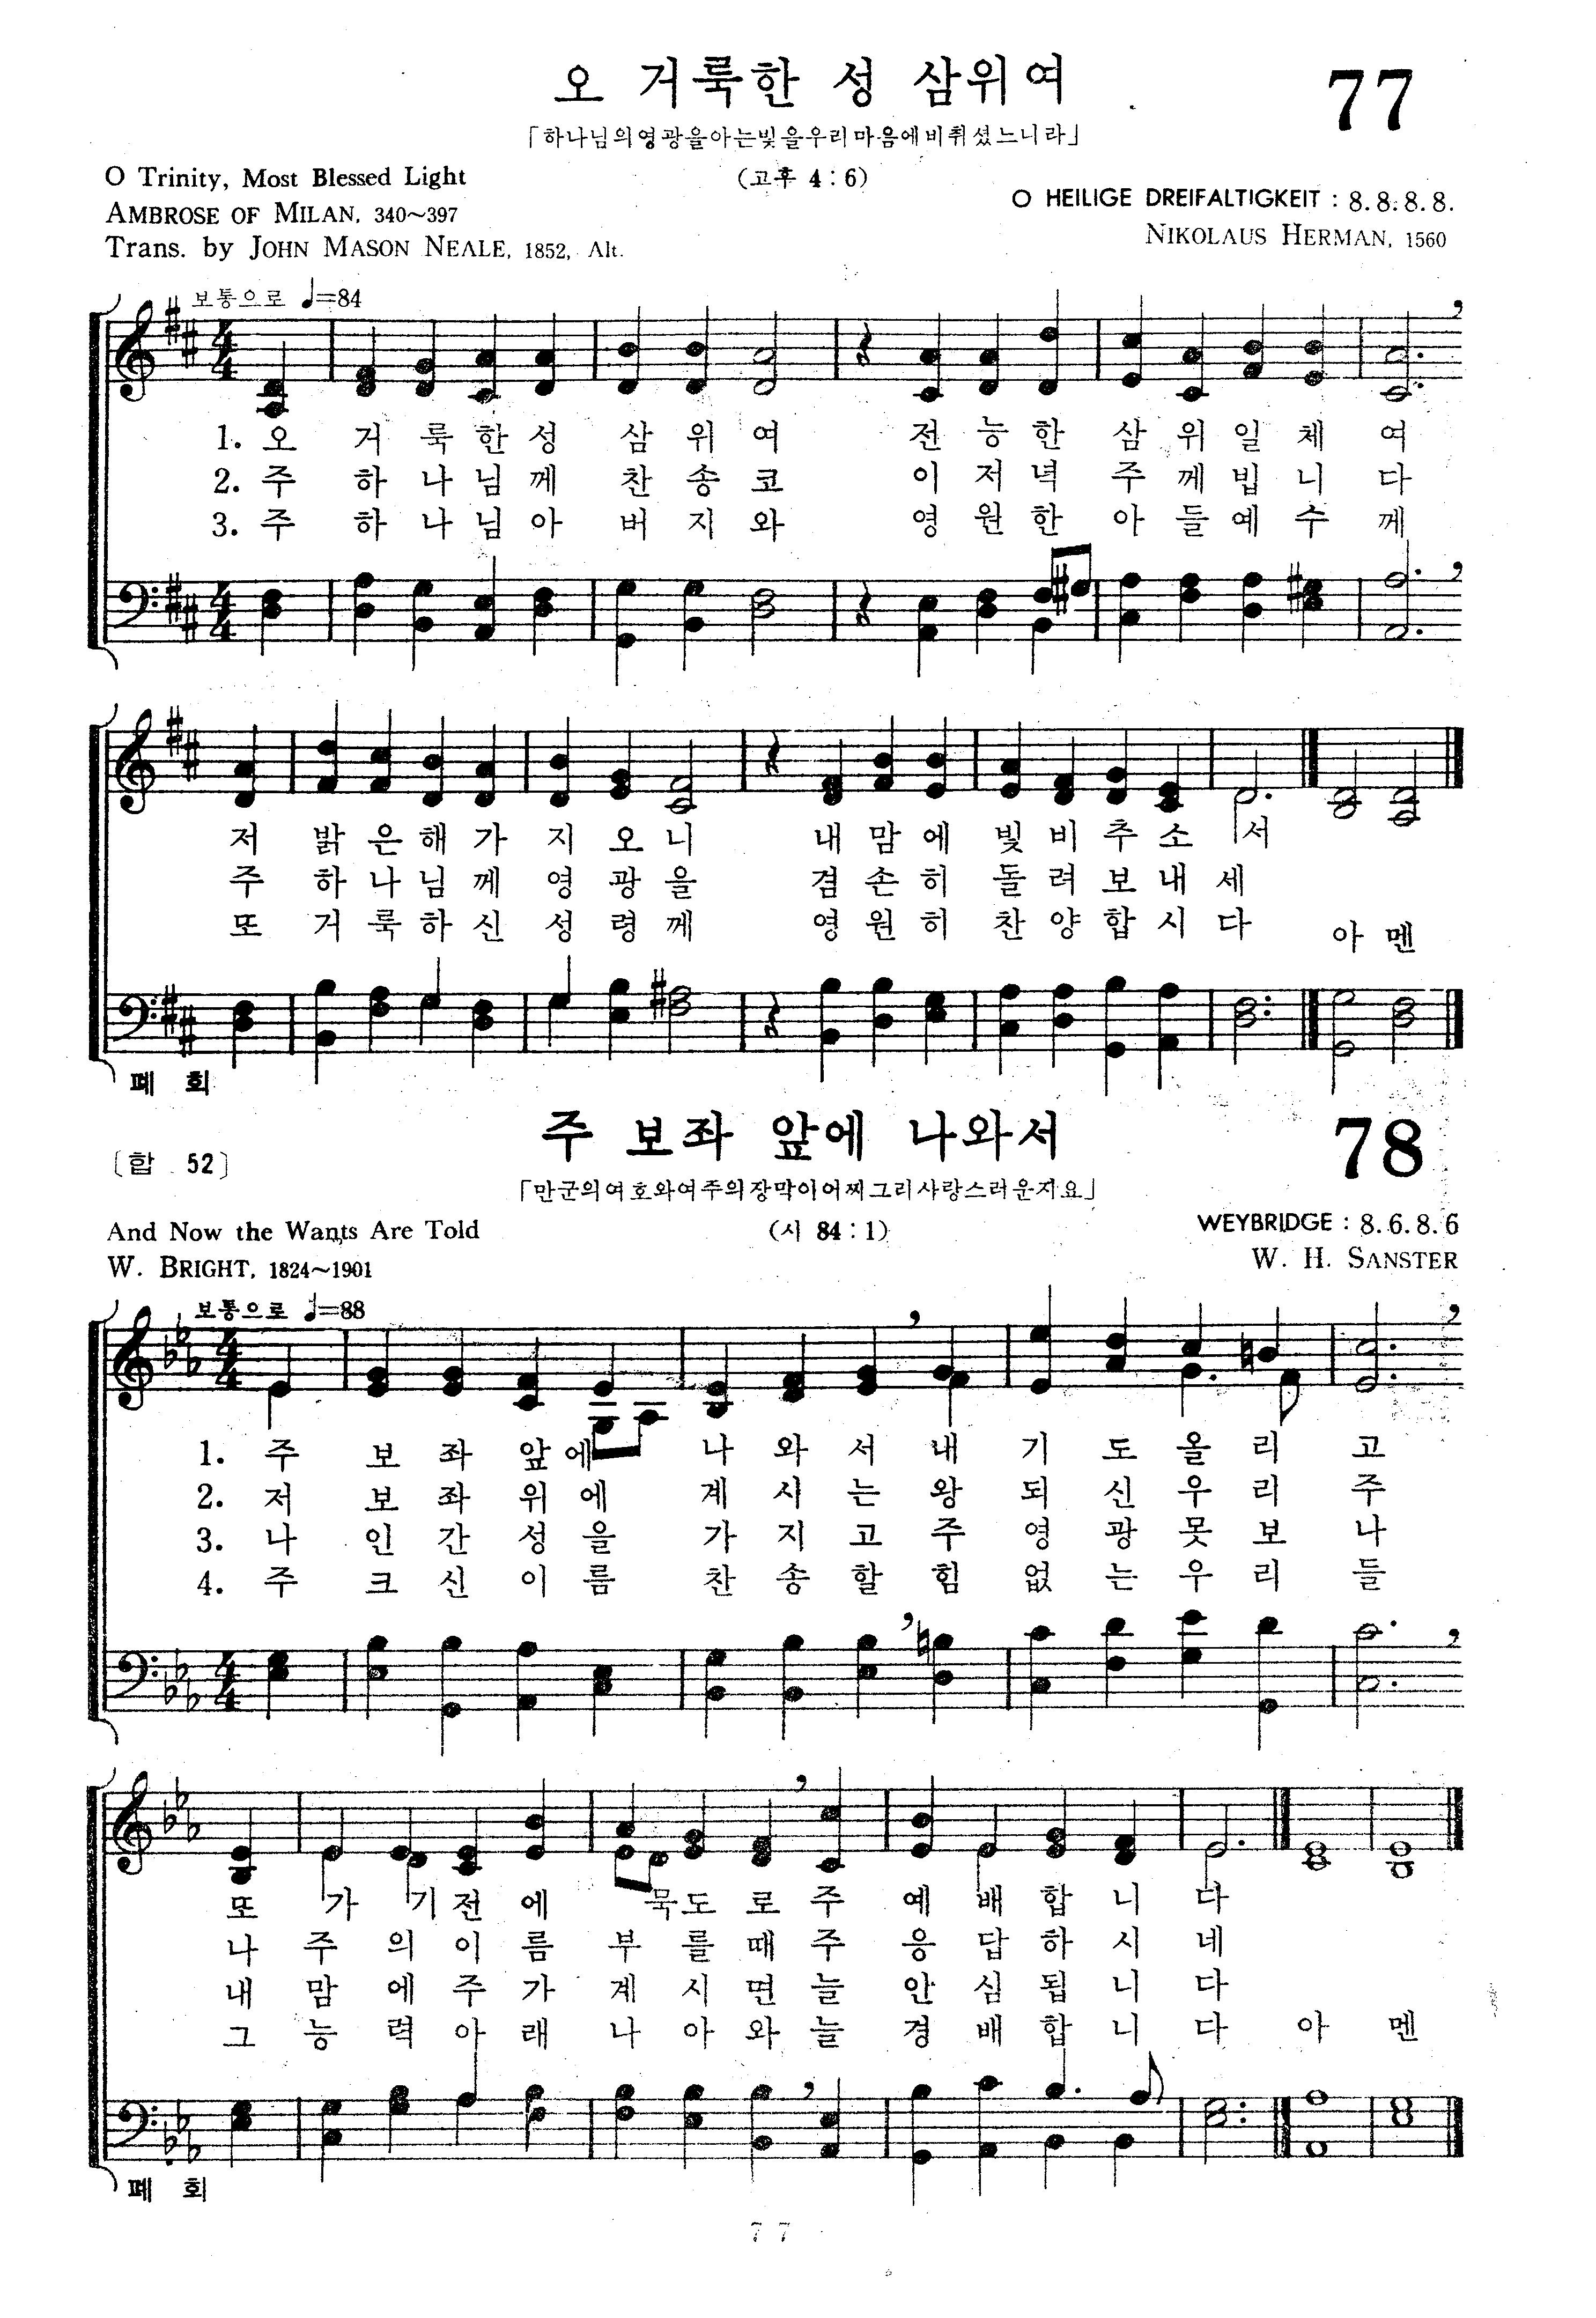 오 거룩한 성 삼위여
77
「하나님의영광을아는빛을우리마음에비취셨느니라」
O Trinity, Most Blessed Light
(고후 4 : 6)
AMBROSE OF MILAN, 340~397
O HEILIGE DREIFALTIGKEIT : 8. 8. 8. 8.
Trans. by JOHN MASON NEALE, 1852, Alt.
NIKOLAUS HERMAN, 1560
보통으로 ♩=84
1. 오 거 룩 한 성 삼 위 여 전 능 한 삼 위 일 체 여
2. 주 하 나 님 께 찬 송 코 이 저 녁 주 께 빕 니 다
3. 주 하 나 님 아 버 지 와 영 원 한 아 들 예 수 께
저 밝 은 해 가 지 오 니 내 맘 에 빛 비 추 소 서
주 하 나 님 께 영 광 을 겸 손 히 돌 려 보 내 세
또 거 룩 하 신 성 령 께 영 원 히 찬 양 합 시 다 아 멘
폐 회
주 보좌 앞에 나와서
78
〔합 52〕
「만군의여호와여주의장막이어찌그리사랑스러운지요」
And Now the Wants Are Told
(시 84 : 1)
WEYBRIDGE : 8. 6. 8. 6
W. BRIGHT, 1824~1901
W. H. SANSTER
보통으로 ♩=88
1. 주 보 좌 앞 에 나 와 서 내 기 도 올 리 고
2. 저 보 좌 위 에 계 시 는 왕 되 신 우 리 주
3. 나 인 간 성 을 가 지 고 주 영 광 못 보 나
4. 주 크 신 이 름 찬 송 할 힘 없 는 우 리 들
또 가 기 전 에 묵 도 로 주 예 배 합 니 다
나 주 의 이 름 부 를 때 주 응 답 하 시 네
내 맘 에 주 가 계 시 면 늘 안 심 됩 니 다
그 능 력 아 래 나 아 와 늘 경 배 합 니 다 아 멘
폐 회
77